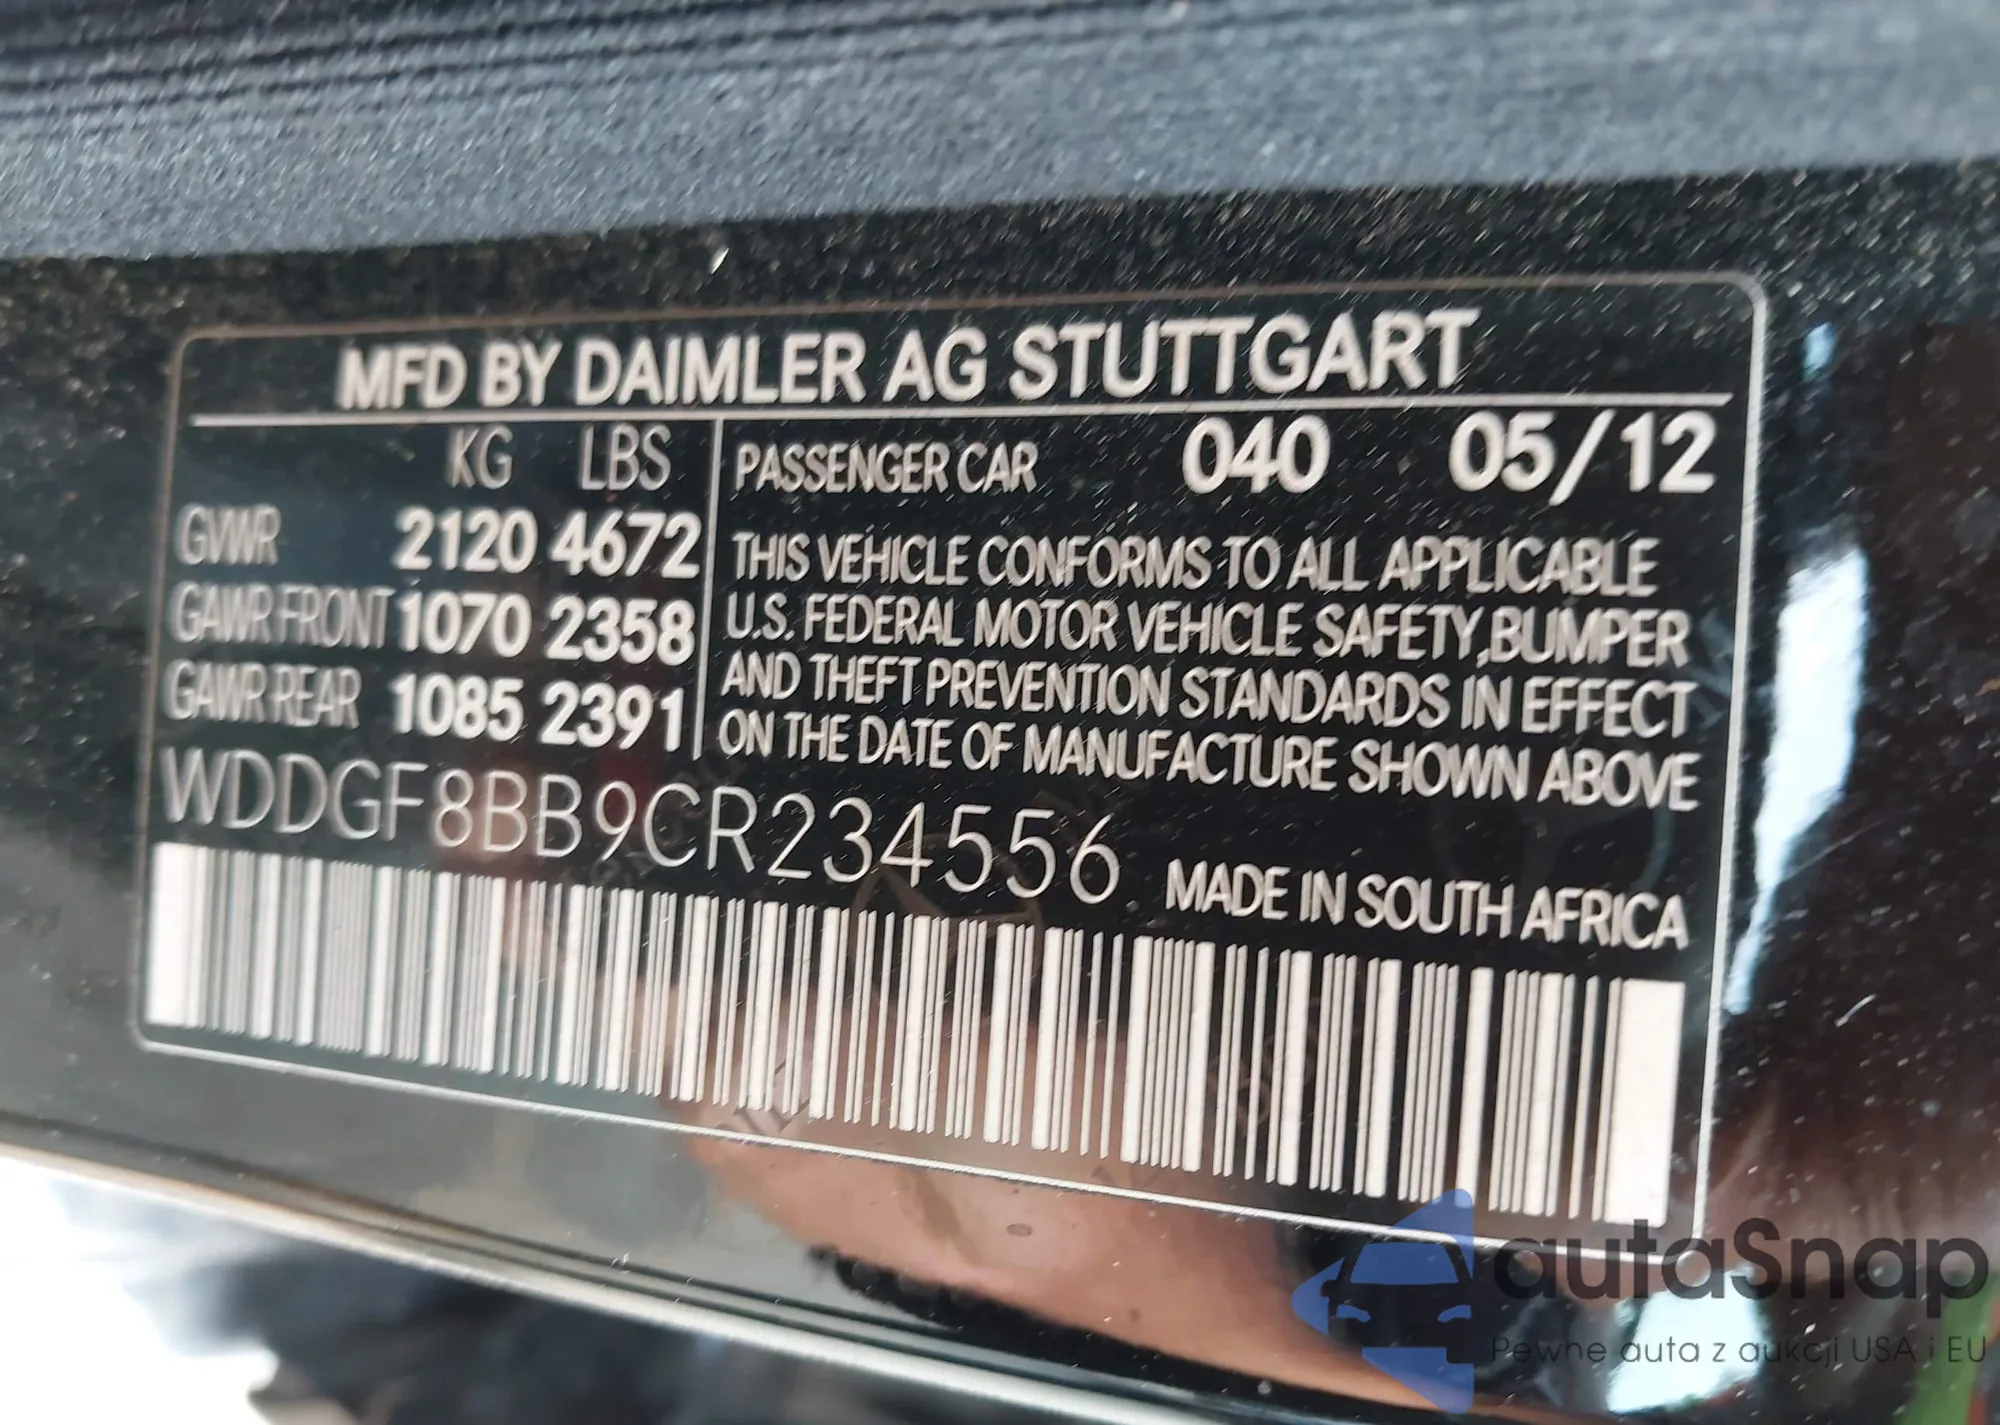 MFD BY DAIMLER AG STUTTGART
KG LBS
GVWR 2120 4672
GAWR FRONT 1070 2358
GAWR REAR 1085 2391
PASSENGER CAR 040 05/12
THIS VEHICLE CONFORMS TO ALL APPLICABLE
U.S. FEDERAL MOTOR VEHICLE SAFETY,BUMPER
AND THEFT PREVENTION STANDARDS IN EFFECT
ON THE DATE OF MANUFACTURE SHOWN ABOVE
WDDGF8BB9CR234556
MADE IN SOUTH AFRICA
autaSnap
Pewne auta z aukcji USA i EU